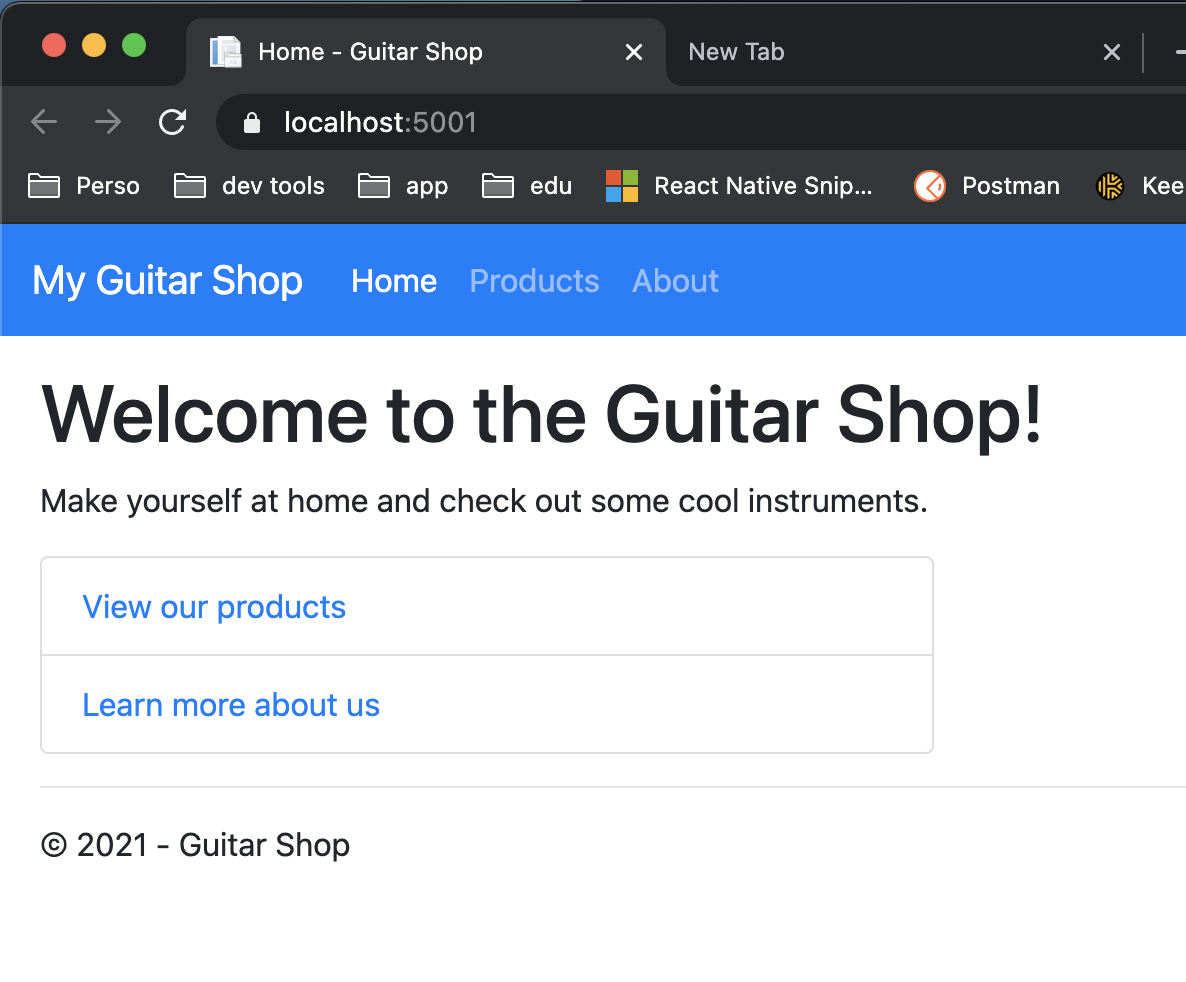 Home - Guitar Shop
New Tab
localhost:5001
Perso dev tools app edu React Native Snip... Postman Kee
My Guitar Shop Home Products About
Welcome to the Guitar Shop!
Make yourself at home and check out some cool instruments.
View our products
Learn more about us
© 2021 - Guitar Shop